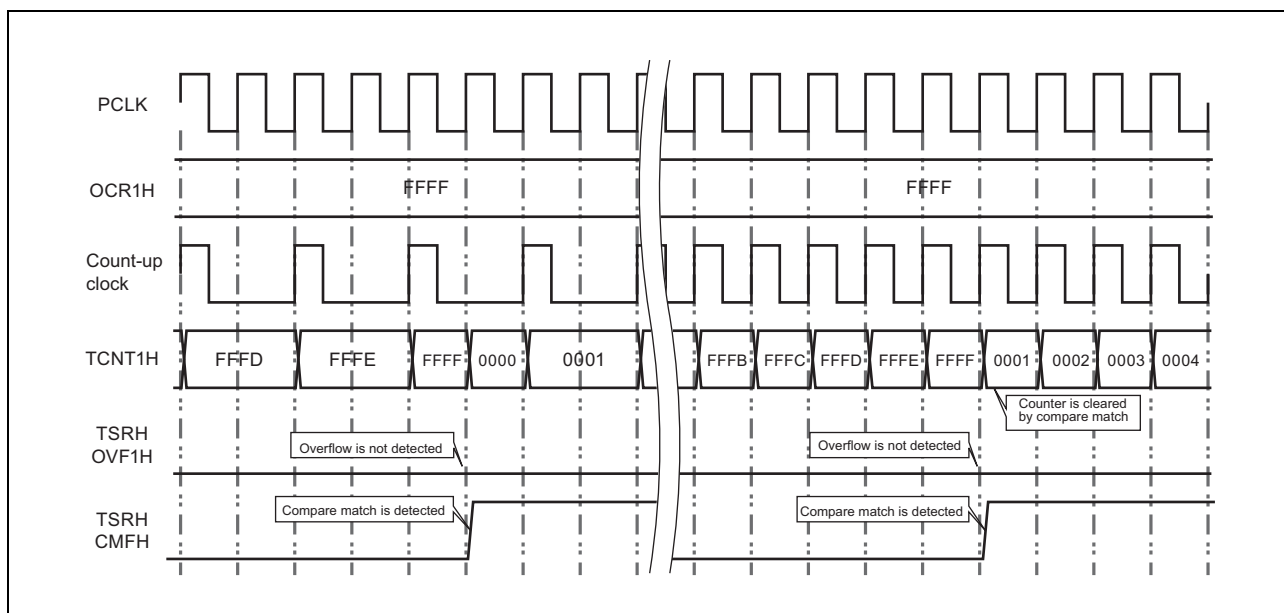 PCLK
OCR1H
FFFF
FFFF
Count-up
clock
TCNT1H
FFFD
FFFE
FFFF
0000
0001
FFFB
FFFC
FFFD
FFFE
FFFF
0001
0002
0003
0004
Counter is cleared
by compare match
TSRH
OVF1H
Overflow is not detected
Overflow is not detected
TSRH
CMFH
Compare match is detected
Compare match is detected